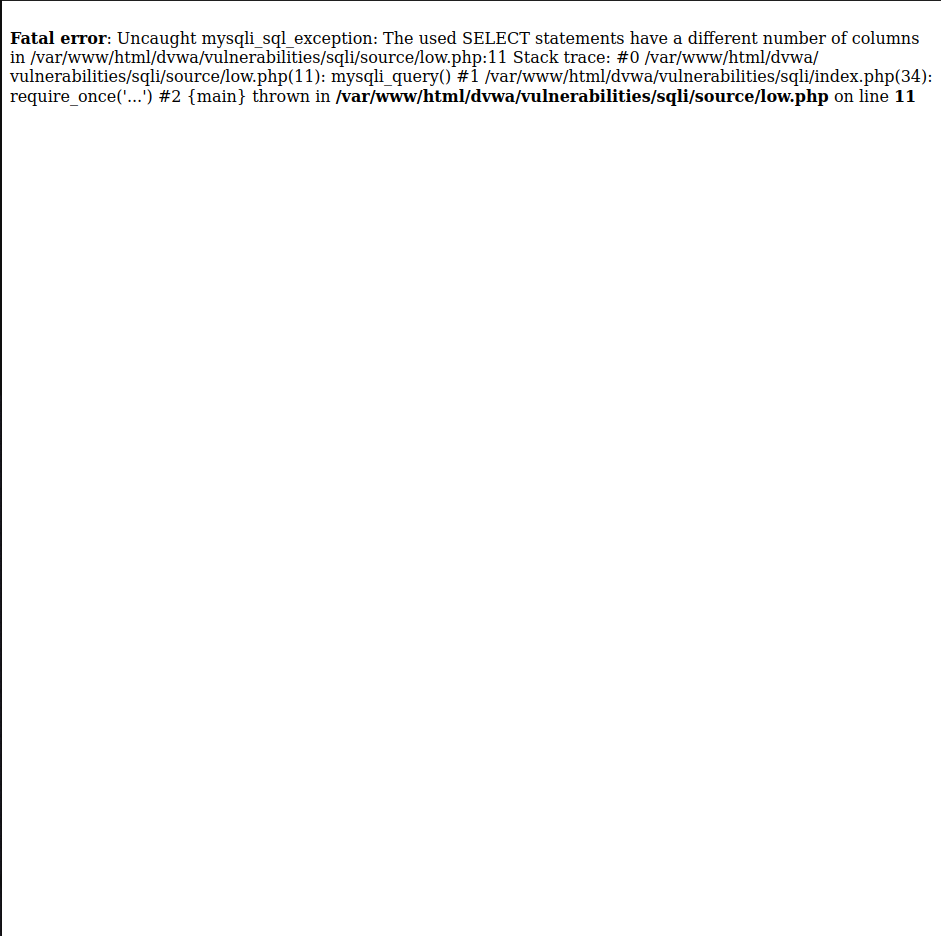 Fatal error: Uncaught mysqli_sql_exception: The used SELECT statements have a different number of columns
in /var/www/html/dvwa/vulnerabilities/sqli/source/low.php:11 Stack trace: #0 /var/www/html/dvwa/
vulnerabilities/sqli/source/low.php(11): mysqli_query() #1 /var/www/html/dvwa/vulnerabilities/sqli/index.php(34):
require_once('...') #2 {main} thrown in /var/www/html/dvwa/vulnerabilities/sqli/source/low.php on line 11